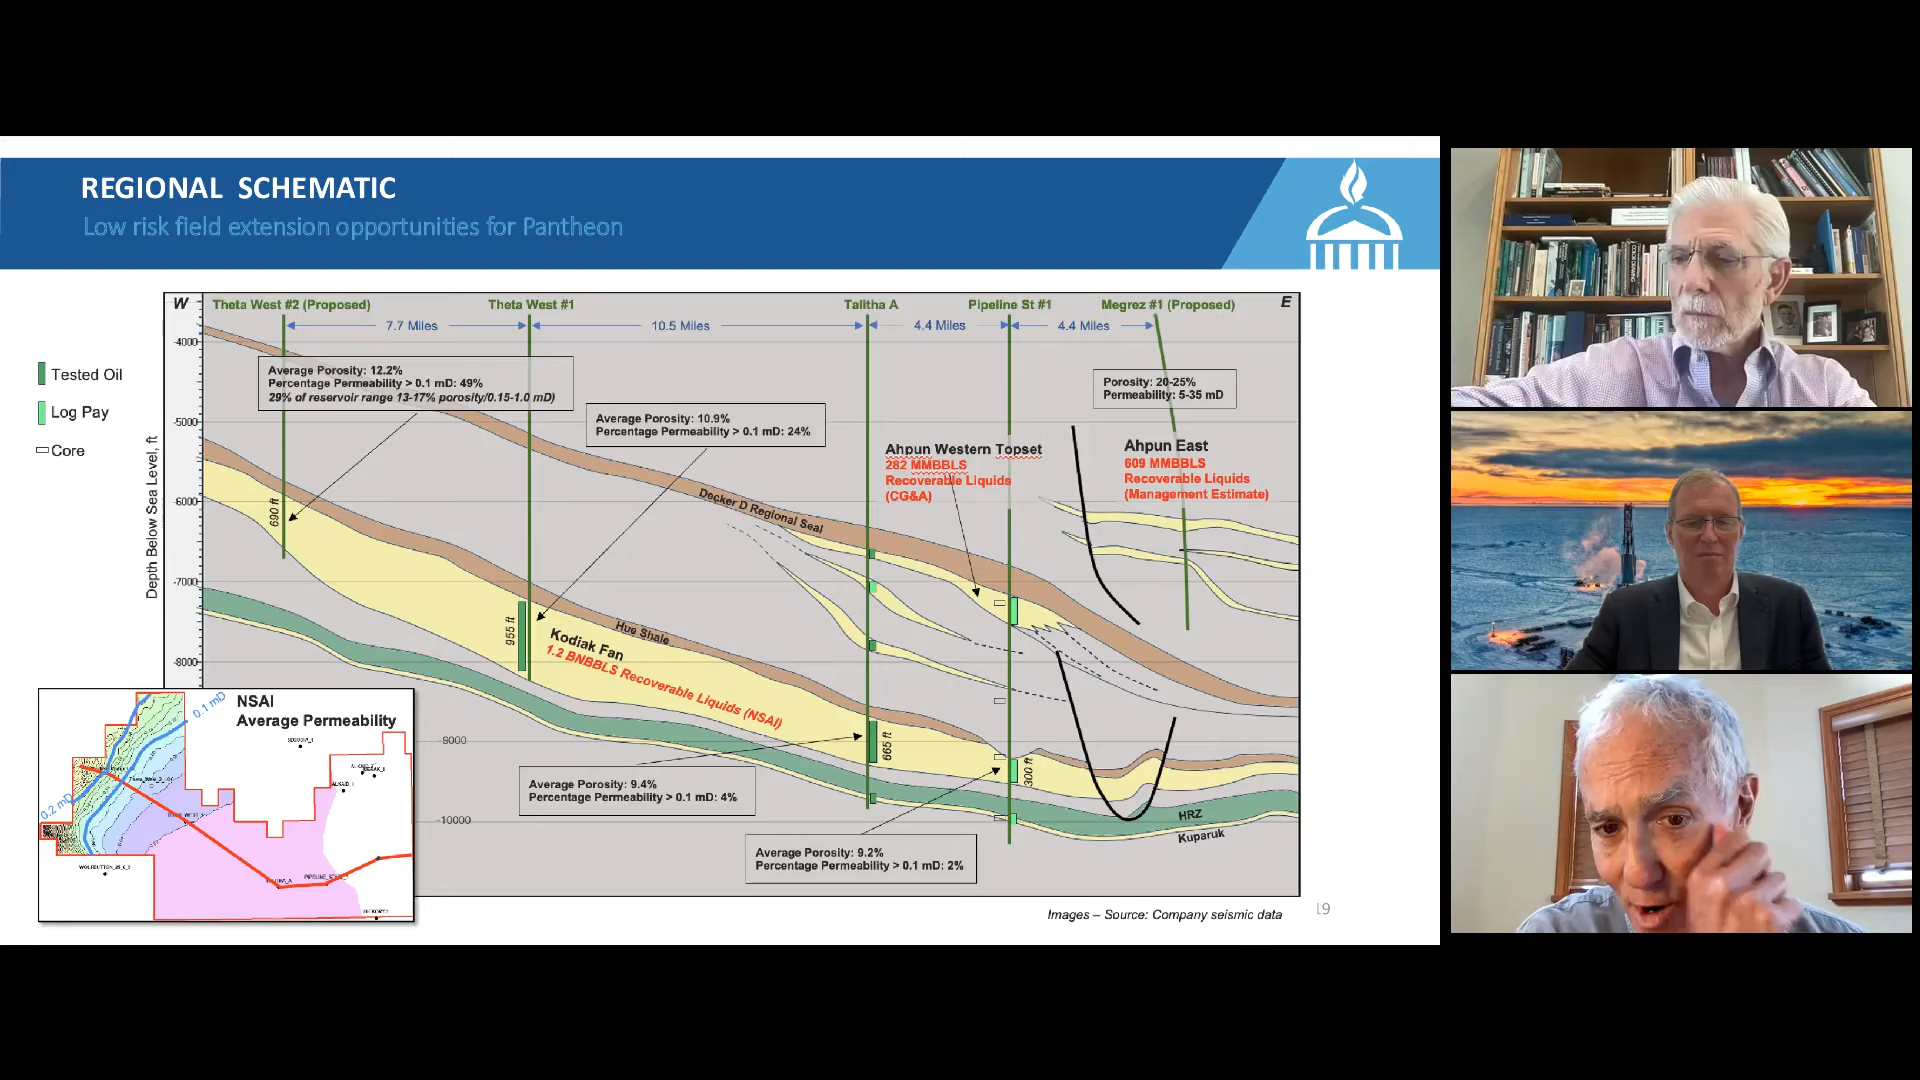 REGIONAL SCHEMATIC
Low risk field extension opportunities for Pantheon
W
Theta West #2 (Proposed)
Theta West #1
Talitha A
Pipeline St #1
Megrez #1 (Proposed)
E
7.7 Miles
10.5 Miles
4.4 Miles
4.4 Miles
Tested Oil
Log Pay
Core
Depth Below Sea Level, ft
-4000
-5000
-6000
-7000
-8000
-9000
-10000
Average Porosity: 12.2%
Percentage Permeability > 0.1 mD: 49%
29% of reservoir range 13-17% porosity/0.15-1.0 mD)
Average Porosity: 10.9%
Percentage Permeability > 0.1 mD: 24%
Porosity: 20-25%
Permeability: 5-35 mD
Ahpun Western Topset
282 MMBBLS
Recoverable Liquids
(CG&A)
Ahpun East
609 MMBBLS
Recoverable Liquids
(Management Estimate)
Decker D Regional Seal
690 ft
955 ft
Hue Shale
Kodiak Fan
1.2 BNBBLS Recoverable Liquids (NSAI)
665 ft
300 ft
Average Porosity: 9.4%
Percentage Permeability > 0.1 mD: 4%
Average Porosity: 9.2%
Percentage Permeability > 0.1 mD: 2%
HRZ
Kuparuk
NSAI
Average Permeability
0.1 mD
0.2 mD
Images – Source: Company seismic data
19